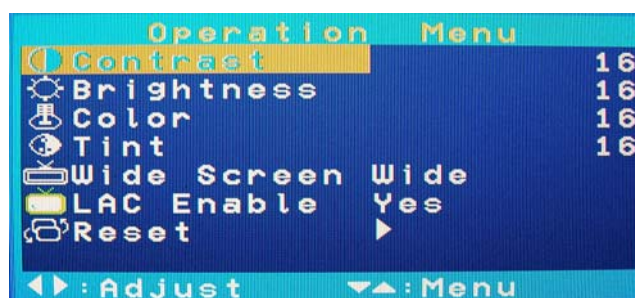 Operation Menu
Contrast 16
Brightness 16
Color 16
Tint 16
Wide Screen Wide
LAC Enable Yes
Reset ▶
◀▶:Adjust ▼▲:Menu